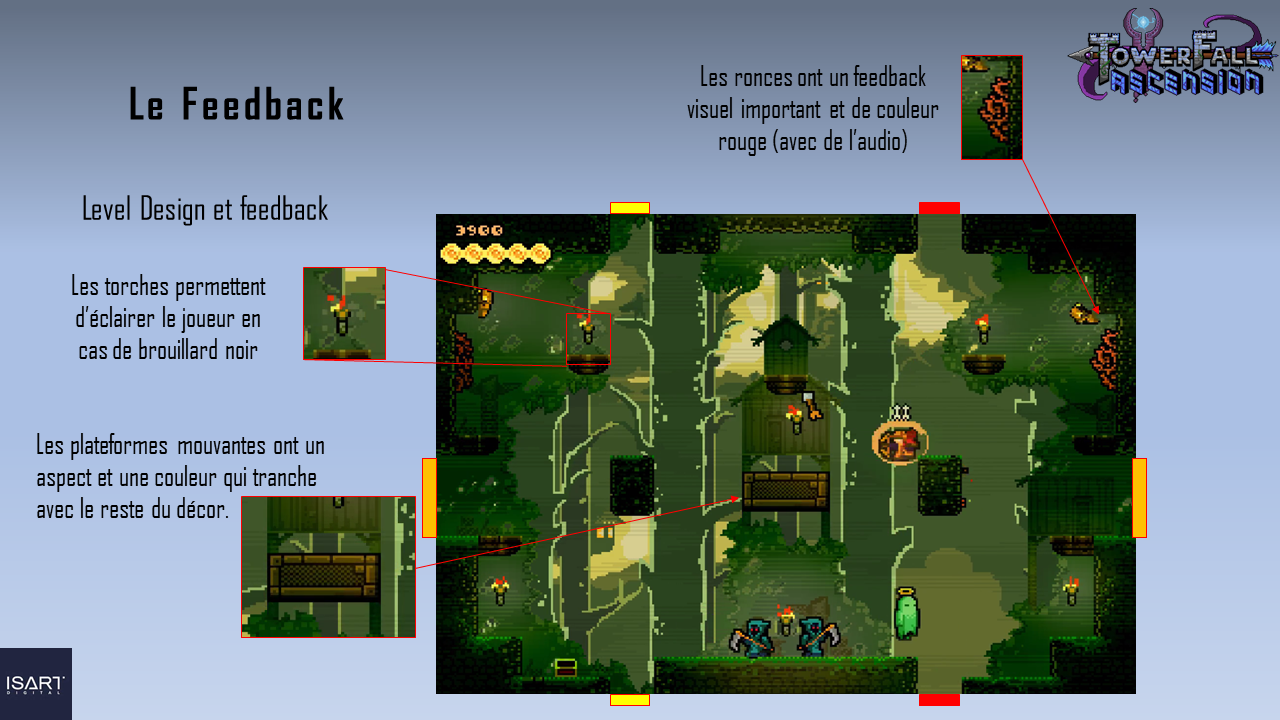 TOWERFALL
ASCENSION
Le Feedback
Les ronces ont un feedback
visuel important et de couleur
rouge (avec de l'audio)
Level Design et feedback
Les torches permettent
d'éclairer le joueur en
cas de brouillard noir
Les plateformes mouvantes ont un
aspect et une couleur qui tranche
avec le reste du décor.
3900
ISART
DIGITAL